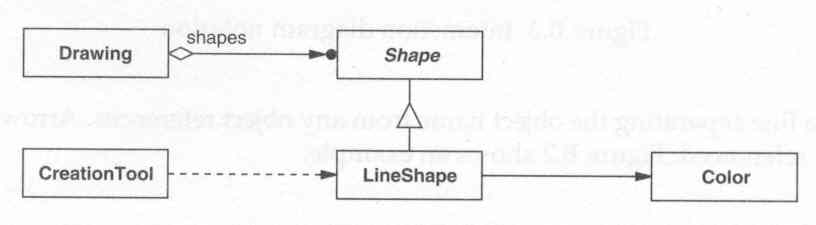 Drawing
shapes
Shape
CreationTool
LineShape
Color